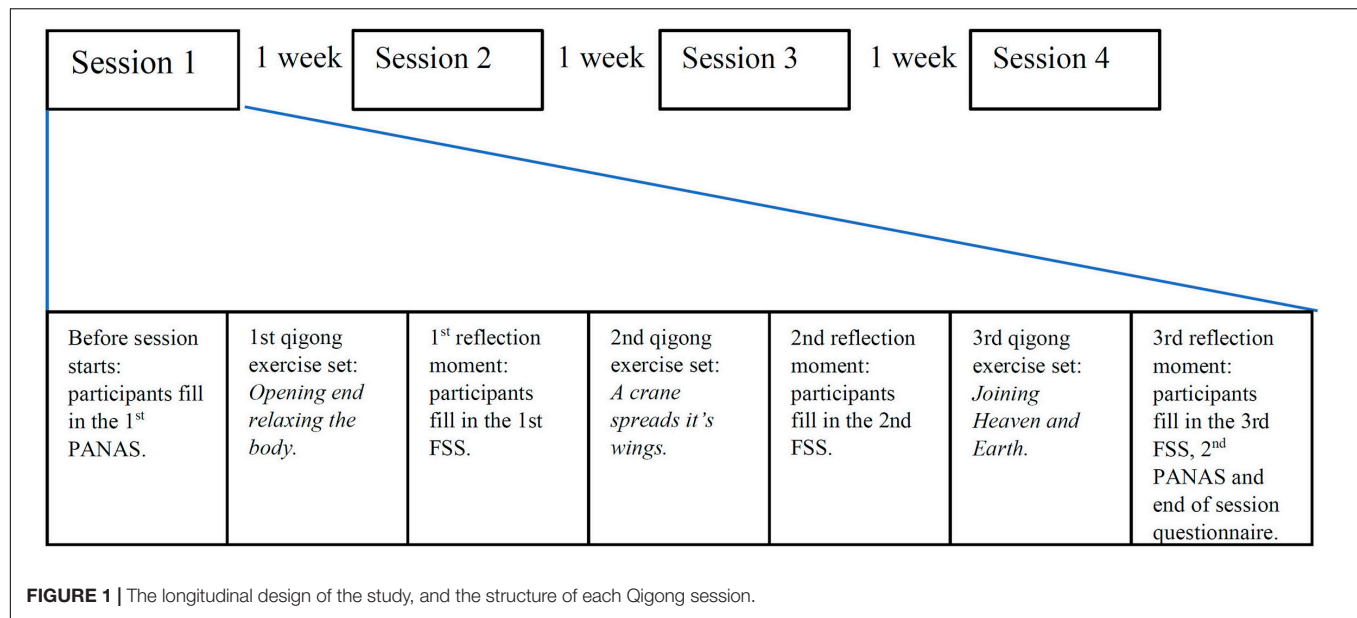 Session 1
1 week
Session 2
1 week
Session 3
1 week
Session 4
Before session
starts:
participants fill
in the 1st
PANAS.
1st qigong
exercise set:
Opening end
relaxing the
body.
1st reflection
moment:
participants
fill in the 1st
FSS.
2nd qigong
exercise set:
A crane
spreads it's
wings.
2nd reflection
moment:
participants
fill in the 2nd
FSS.
3rd qigong
exercise set:
Joining
Heaven and
Earth.
3rd reflection
moment:
participants
fill in the 3rd
FSS, 2nd
PANAS and
end of session
questionnaire.
FIGURE 1 | The longitudinal design of the study, and the structure of each Qigong session.